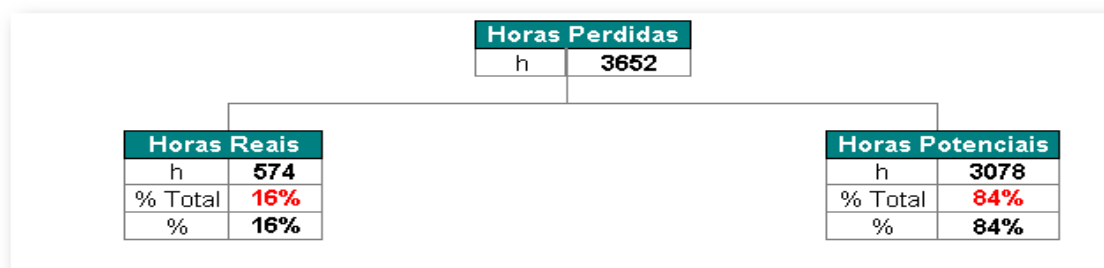 Horas Perdidas
h 3652
Horas Reais
h 574
% Total 16%
% 16%
Horas Potenciais
h 3078
% Total 84%
% 84%